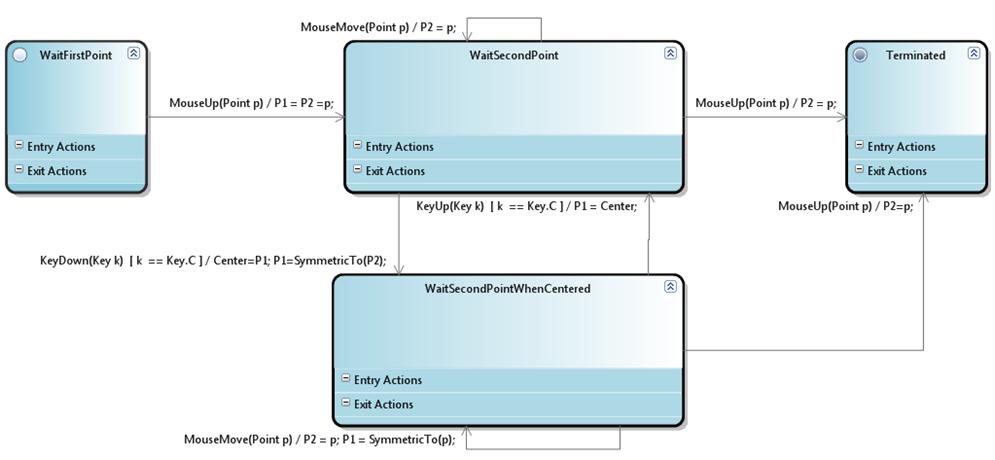 MouseMove(Point p) / P2 = p;
WaitFirstPoint
WaitSecondPoint
Terminated
MouseUp(Point p) / P1 = P2 =p;
MouseUp(Point p) / P2 = p;
Entry Actions
Exit Actions
Entry Actions
Exit Actions
Entry Actions
Exit Actions
KeyUp(Key k) [ k == Key.C ] / P1 = Center;
MouseUp(Point p) / P2=p;
KeyDown(Key k) [ k == Key.C ] / Center=P1; P1=SymmetricTo(P2);
WaitSecondPointWhenCentered
Entry Actions
Exit Actions
MouseMove(Point p) / P2 = p; P1 = SymmetricTo(p);